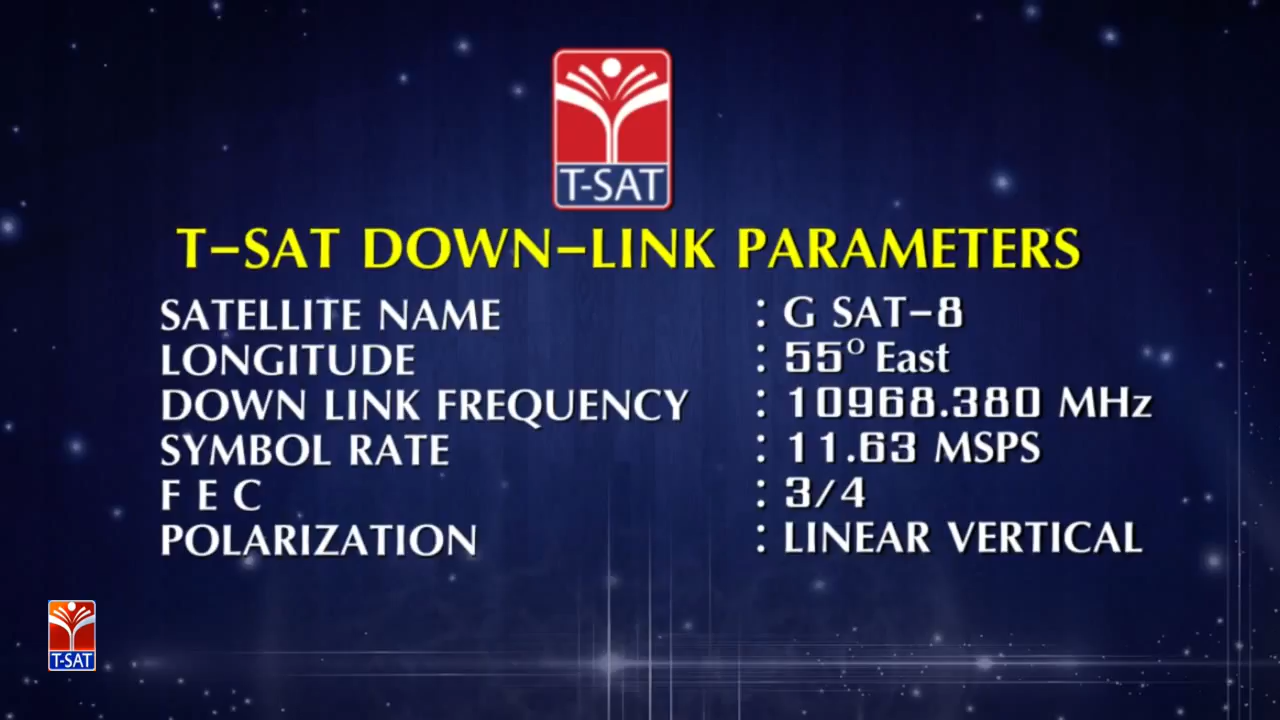 T-SAT
T-SAT DOWN-LINK PARAMETERS
SATELLITE NAME : G SAT-8
LONGITUDE : 55° East
DOWN LINK FREQUENCY : 10968.380 MHz
SYMBOL RATE : 11.63 MSPS
F E C : 3/4
POLARIZATION : LINEAR VERTICAL
T-SAT